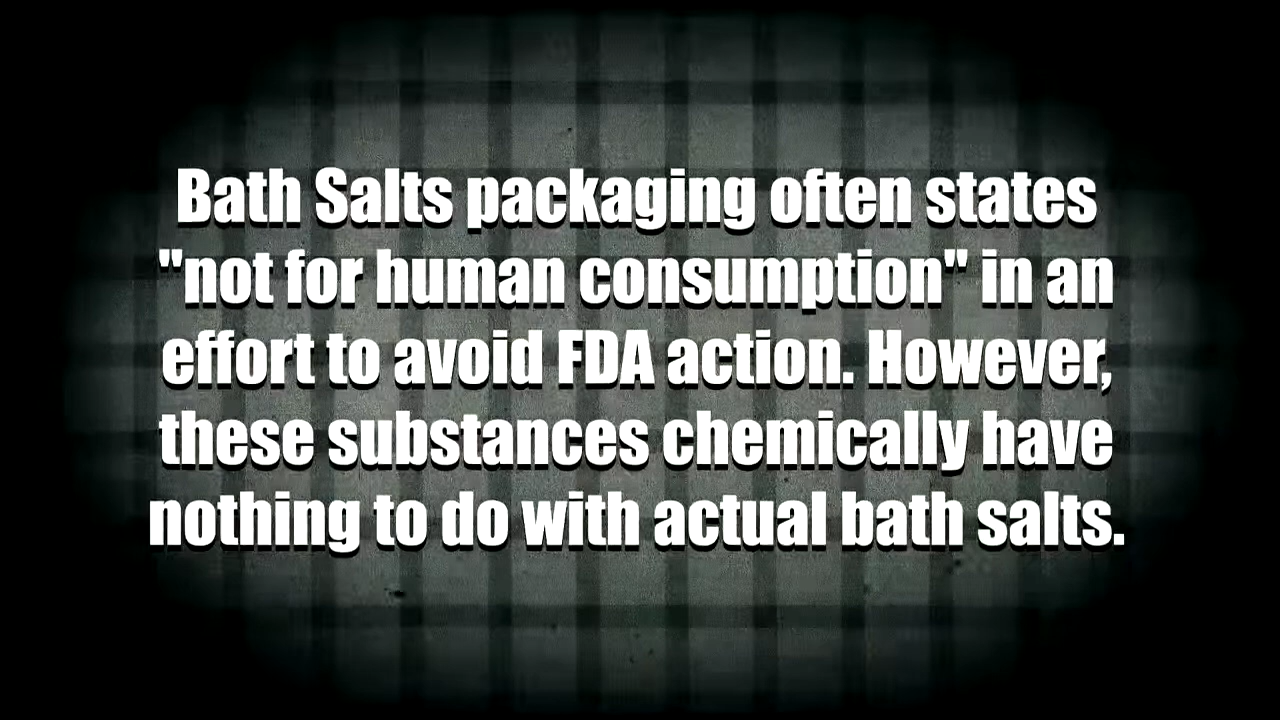 Bath Salts packaging often states
"not for human consumption" in an
effort to avoid FDA action. However,
these substances chemically have
nothing to do with actual bath salts.